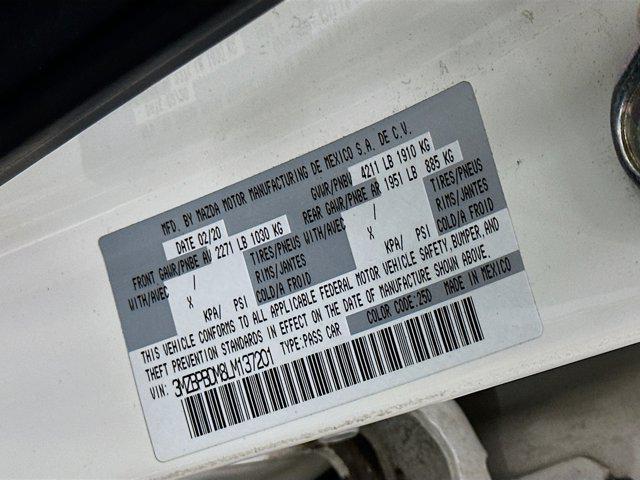 MFD. BY MAZDA MOTOR MANUFACTURING DE MEXICO S.A. DE C.V.
DATE 02/20 GVWR/PNBV 4211 LB 1910 KG
FRONT GAWR/PNBE AV 2271 LB 1030 KG REAR GAWR/PNBE AR 1951 LB 885 KG
WITH/AVEC / TIRES/PNEUS WITH/AVEC / TIRES/PNEUS
X RIMS/JANTES X RIMS/JANTES
KPA/ PSI COLD/A FROID KPA/ PSI COLD/A FROID
THIS VEHICLE CONFORMS TO ALL APPLICABLE FEDERAL MOTOR VEHICLE SAFETY, BUMPER, AND
THEFT PREVENTION STANDARDS IN EFFECT ON THE DATE OF MANUFACTURE SHOWN ABOVE.
VIN: 3MZBPBDM8LM137201 TYPE: PASS CAR COLOR CODE: 25D MADE IN MEXICO